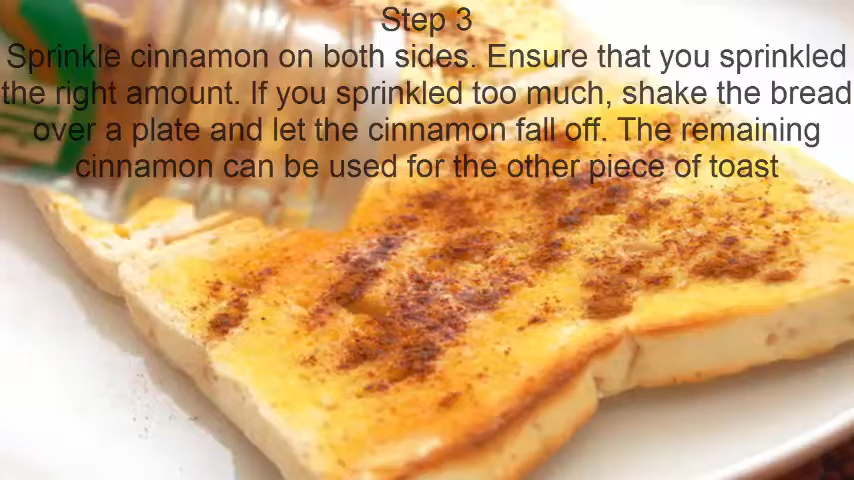 Step 3
Sprinkle cinnamon on both sides. Ensure that you sprinkled
the right amount. If you sprinkled too much, shake the bread
over a plate and let the cinnamon fall off. The remaining
cinnamon can be used for the other piece of toast